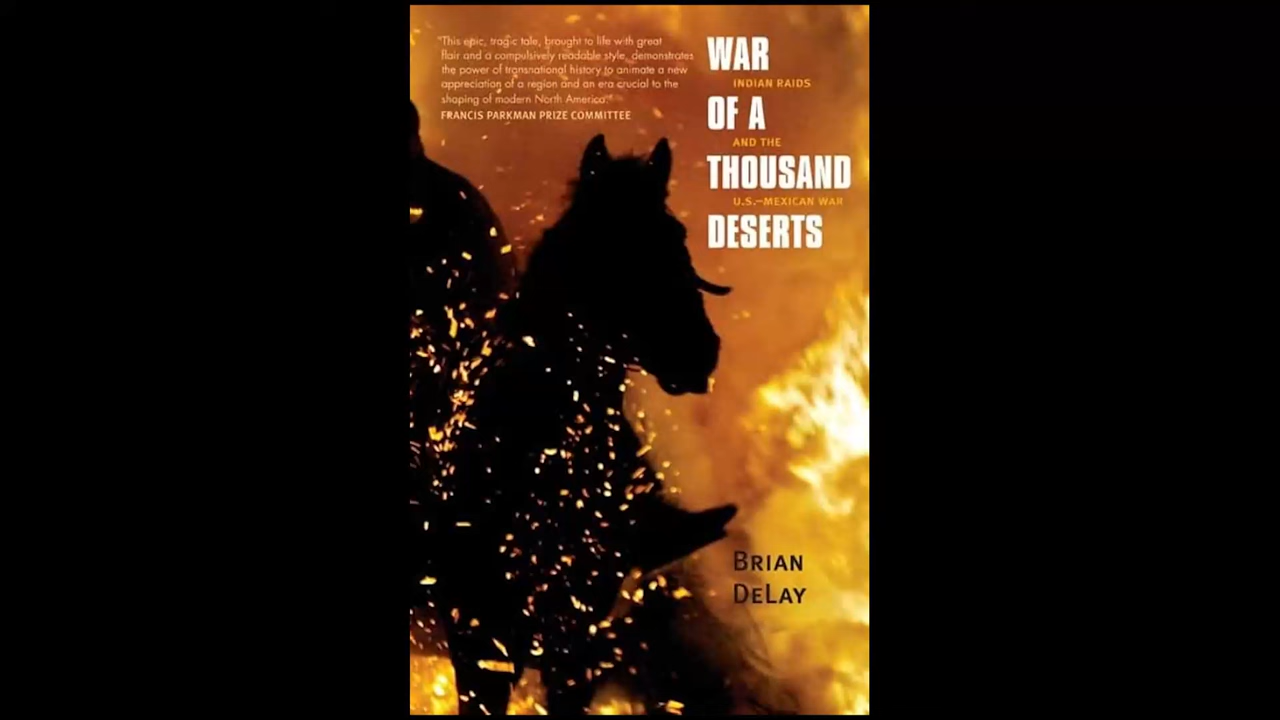 "This epic, tragic tale, brought to life with great
flair and a compulsively readable style, demonstrates
the power of transnational history to animate a new
appreciation of a region and an era crucial to the
shaping of modern North America."
FRANCIS PARKMAN PRIZE COMMITTEE
WAR
INDIAN RAIDS
OF A
AND THE
THOUSAND
U.S.–MEXICAN WAR
DESERTS
BRIAN
DELAY